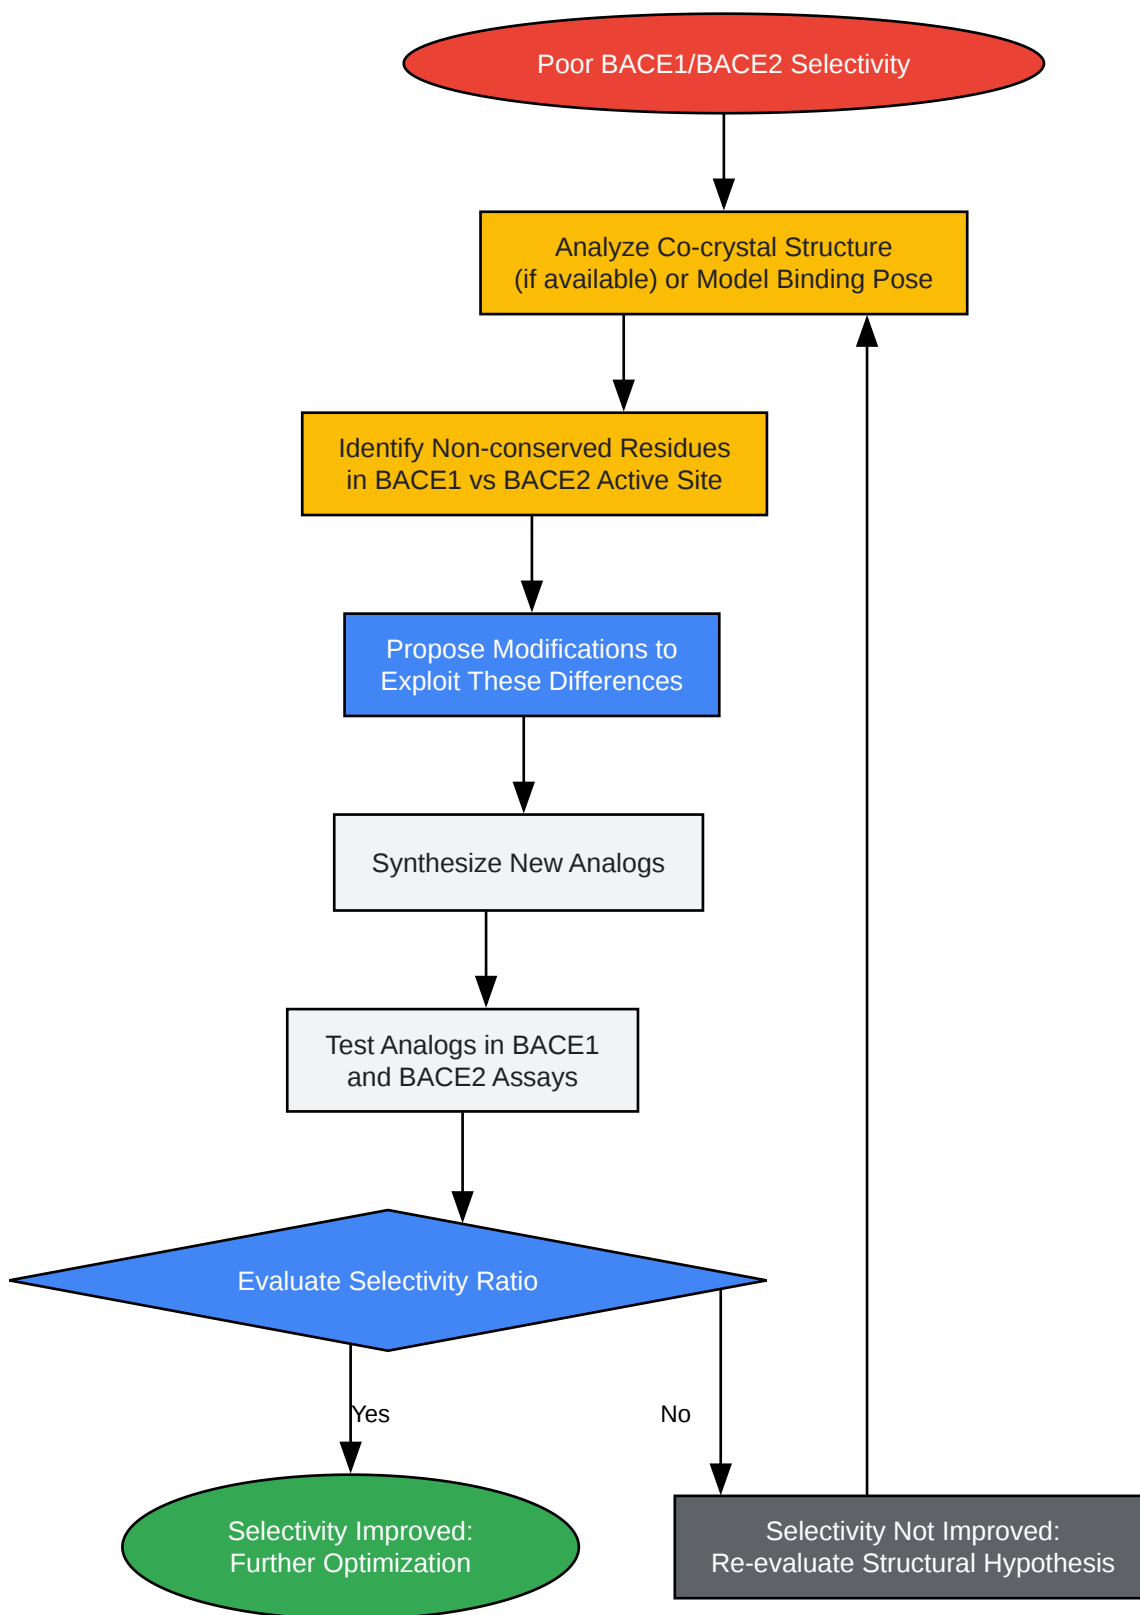 Poor BACE1/BACE2 Selectivity
Analyze Co-crystal Structure
(if available) or Model Binding Pose
Identify Non-conserved Residues
in BACE1 vs BACE2 Active Site
Propose Modifications to
Exploit These Differences
Synthesize New Analogs
Test Analogs in BACE1
and BACE2 Assays
Evaluate Selectivity Ratio
Yes
No
Selectivity Improved:
Further Optimization
Selectivity Not Improved:
Re-evaluate Structural Hypothesis